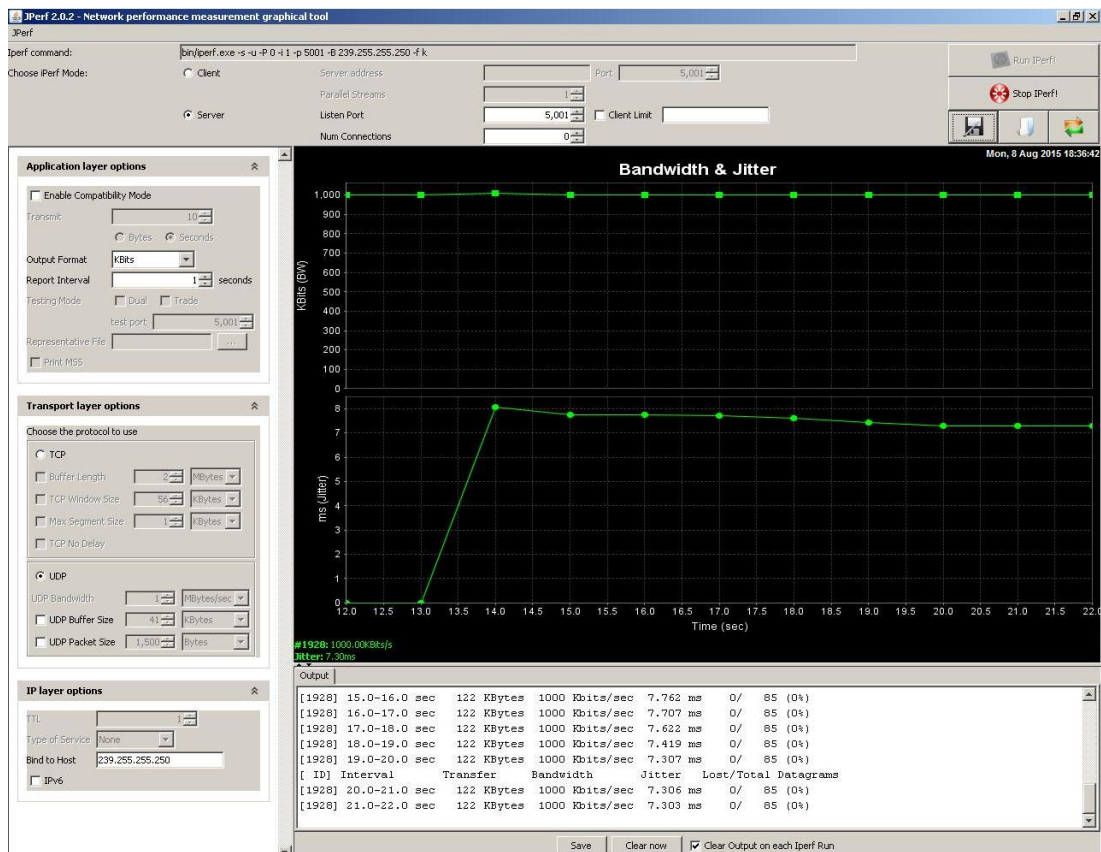 JPerf 2.0.2 - Network performance measurement graphical tool
JPerf
Iperf command: bin/iperf.exe -s -u -P 0 -i 1 -p 5001 -B 239.255.255.250 -f k
Choose iPerf Mode: Client Server address Port 5,001
Parallel Streams 1
Server Listen Port 5,001 Client Limit
Num Connections 0
Run IPerf!
Stop IPerf!
Application layer options
Enable Compatibility Mode
Transmit 10
Bytes Seconds
Output Format KBits
Report Interval 1 seconds
Testing Mode Dual Trade
test port 5,001
Representative File ...
Print MSS
Transport layer options
Choose the protocol to use
TCP
Buffer Length 2 MBytes
TCP Window Size 56 KBytes
Max Segment Size 1 KBytes
TCP No Delay
UDP
UDP Bandwidth 1 MBytes/sec
UDP Buffer Size 41 KBytes
UDP Packet Size 1,500 Bytes
IP layer options
TTL 1
Type of Service None
Bind to Host 239.255.255.250
IPv6
Mon, 8 Aug 2015 18:36:42
Bandwidth & Jitter
KBits (BW)
1,000
900
800
700
600
500
400
300
200
100
0
ms (Jitter)
8
7
6
5
4
3
2
1
0
12.0 12.5 13.0 13.5 14.0 14.5 15.0 15.5 16.0 16.5 17.0 17.5 18.0 18.5 19.0 19.5 20.0 20.5 21.0 21.5 22.0
Time (sec)
#1928: 1000.00KBits/s
Jitter: 7.30ms
Output
[1928] 15.0-16.0 sec 122 KBytes 1000 Kbits/sec 7.762 ms 0/ 85 (0%)
[1928] 16.0-17.0 sec 122 KBytes 1000 Kbits/sec 7.707 ms 0/ 85 (0%)
[1928] 17.0-18.0 sec 122 KBytes 1000 Kbits/sec 7.622 ms 0/ 85 (0%)
[1928] 18.0-19.0 sec 122 KBytes 1000 Kbits/sec 7.419 ms 0/ 85 (0%)
[1928] 19.0-20.0 sec 122 KBytes 1000 Kbits/sec 7.307 ms 0/ 85 (0%)
[ ID] Interval Transfer Bandwidth Jitter Lost/Total Datagrams
[1928] 20.0-21.0 sec 122 KBytes 1000 Kbits/sec 7.306 ms 0/ 85 (0%)
[1928] 21.0-22.0 sec 122 KBytes 1000 Kbits/sec 7.303 ms 0/ 85 (0%)
Save Clear now Clear Output on each Iperf Run